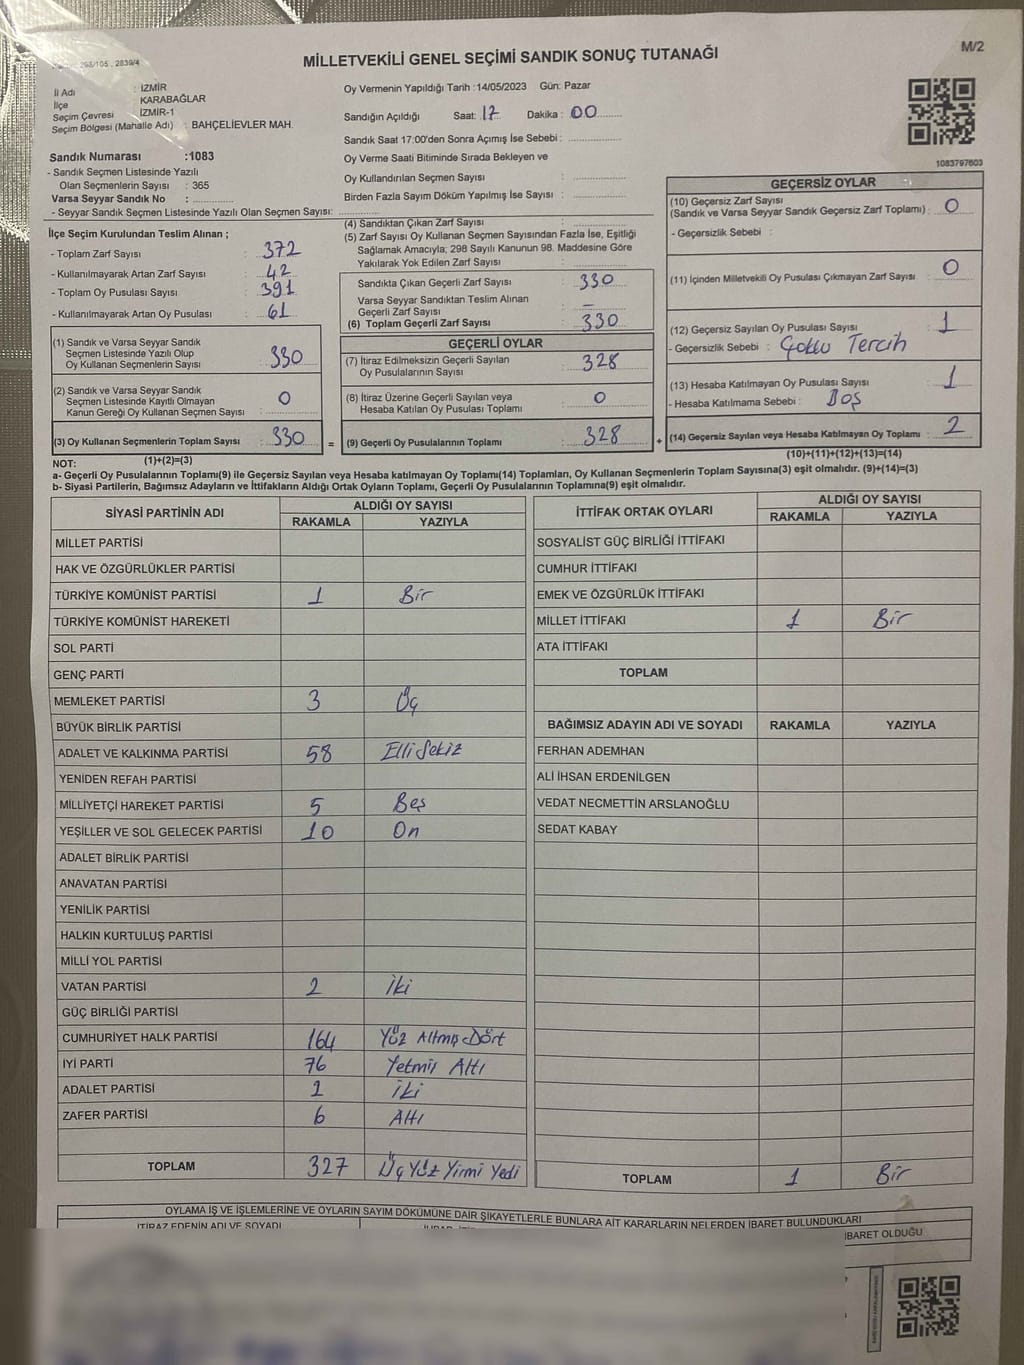 298/105 , 2839/4
M/2
MİLLETVEKİLİ GENEL SEÇİMİ SANDIK SONUÇ TUTANAĞI
İl Adı : İZMİR
İlçe : KARABAĞLAR
Seçim Çevresi : İZMİR-1
Seçim Bölgesi (Mahalle Adı) : BAHÇELİEVLER MAH.
Sandık Numarası :1083
- Sandık Seçmen Listesinde Yazılı
Olan Seçmenlerin Sayısı : 365
Varsa Seyyar Sandık No :
- Seyyar Sandık Seçmen Listesinde Yazılı Olan Seçmen Sayısı:
Oy Vermenin Yapıldığı Tarih :14/05/2023 Gün: Pazar
Sandığın Açıldığı Saat: 17 Dakika : 00
Sandık Saat 17:00'den Sonra Açımış İse Sebebi :
Oy Verme Saati Bitiminde Sırada Bekleyen ve
Oy Kullandırılan Seçmen Sayısı :
Birden Fazla Sayım Döküm Yapılmış İse Sayısı :
1083797603
İlçe Seçim Kurulundan Teslim Alınan ;
- Toplam Zarf Sayısı : 372
- Kullanılmayarak Artan Zarf Sayısı : 42
- Toplam Oy Pusulası Sayısı : 391
- Kullanılmayarak Artan Oy Pusulası : 61
(1) Sandık ve Varsa Seyyar Sandık
Seçmen Listesinde Yazılı Olup
Oy Kullanan Seçmenlerin Sayısı : 330
(2) Sandık ve Varsa Seyyar Sandık
Seçmen Listesinde Kayıtlı Olmayan
Kanun Gereği Oy Kullanan Seçmen Sayısı : 0
(3) Oy Kullanan Seçmenlerin Toplam Sayısı : 330
(1)+(2)=(3)
(4) Sandıktan Çıkan Zarf Sayısı :
(5) Zarf Sayısı Oy Kullanan Seçmen Sayısından Fazla İse, Eşitliği
Sağlamak Amacıyla; 298 Sayılı Kanunun 98. Maddesine Göre
Yakılarak Yok Edilen Zarf Sayısı :
Sandıkta Çıkan Geçerli Zarf Sayısı : 330
Varsa Seyyar Sandıktan Teslim Alınan
Geçerli Zarf Sayısı : –
(6) Toplam Geçerli Zarf Sayısı : 330
GEÇERLİ OYLAR
(7) İtiraz Edilmeksizin Geçerli Sayılan
Oy Pusulalarının Sayısı : 328
(8) İtiraz Üzerine Geçerli Sayılan veya
Hesaba Katılan Oy Pusulası Toplamı : 0
= (9) Geçerli Oy Pusulalarının Toplamı : 328 +
GEÇERSİZ OYLAR
(10) Geçersiz Zarf Sayısı
(Sandık ve Varsa Seyyar Sandık Geçersiz Zarf Toplamı) : 0
- Geçersizlik Sebebi :
(11) İçinden Milletvekili Oy Pusulası Çıkmayan Zarf Sayısı : 0
(12) Geçersiz Sayılan Oy Pusulası Sayısı : 1
- Geçersizlik Sebebi : Çoklu Tercih
(13) Hesaba Katılmayan Oy Pusulası Sayısı : 1
- Hesaba Katılmama Sebebi : Boş
(14) Geçersiz Sayılan veya Hesaba Katılmayan Oy Toplamı : 2
(10)+(11)+(12)+(13)=(14)
NOT:
a- Geçerli Oy Pusulalarının Toplamı(9) ile Geçersiz Sayılan veya Hesaba katılmayan Oy Toplamı(14) Toplamları, Oy Kullanan Seçmenlerin Toplam Sayısına(3) eşit olmalıdır. (9)+(14)=(3)
b- Siyasi Partilerin, Bağımsız Adayların ve İttifakların Aldığı Ortak Oyların Toplamı, Geçerli Oy Pusulalarının Toplamına(9) eşit olmalıdır.
SİYASİ PARTİNİN ADI ALDIĞI OY SAYISI
RAKAMLA YAZIYLA
MİLLET PARTİSİ
HAK VE ÖZGÜRLÜKLER PARTİSİ
TÜRKİYE KOMÜNİST PARTİSİ 1 Bir
TÜRKİYE KOMÜNİST HAREKETİ
SOL PARTİ
GENÇ PARTİ
MEMLEKET PARTİSİ 3 Üç
BÜYÜK BİRLİK PARTİSİ
ADALET VE KALKINMA PARTİSİ 58 Elli Sekiz
YENİDEN REFAH PARTİSİ
MİLLİYETÇİ HAREKET PARTİSİ 5 Beş
YEŞİLLER VE SOL GELECEK PARTİSİ 10 On
ADALET BİRLİK PARTİSİ
ANAVATAN PARTİSİ
YENİLİK PARTİSİ
HALKIN KURTULUŞ PARTİSİ
MİLLİ YOL PARTİSİ
VATAN PARTİSİ 2 İki
GÜÇ BİRLİĞİ PARTİSİ
CUMHURİYET HALK PARTİSİ 164 Yüz Altmış Dört
İYİ PARTİ 76 Yetmiş Altı
ADALET PARTİSİ 2 İki
ZAFER PARTİSİ 6 Altı
TOPLAM 327 Üç Yüz Yirmi Yedi
İTTİFAK ORTAK OYLARI ALDIĞI OY SAYISI
RAKAMLA YAZIYLA
SOSYALİST GÜÇ BİRLİĞİ İTTİFAKI
CUMHUR İTTİFAKI
EMEK VE ÖZGÜRLÜK İTTİFAKI
MİLLET İTTİFAKI 1 Bir
ATA İTTİFAKI
TOPLAM
BAĞIMSIZ ADAYIN ADI VE SOYADI RAKAMLA YAZIYLA
FERHAN ADEMHAN
ALİ İHSAN ERDENİLGEN
VEDAT NECMETTİN ARSLANOĞLU
SEDAT KABAY
TOPLAM 1 Bir
OYLAMA İŞ VE İŞLEMLERİNE VE OYLARIN SAYIM DÖKÜMÜNE DAİR ŞİKAYETLERLE BUNLARA AİT KARARLARIN NELERDEN İBARET BULUNDUKLARI
İTİRAZ EDENİN ADI VE SOYADI
İBARET OLDUĞU